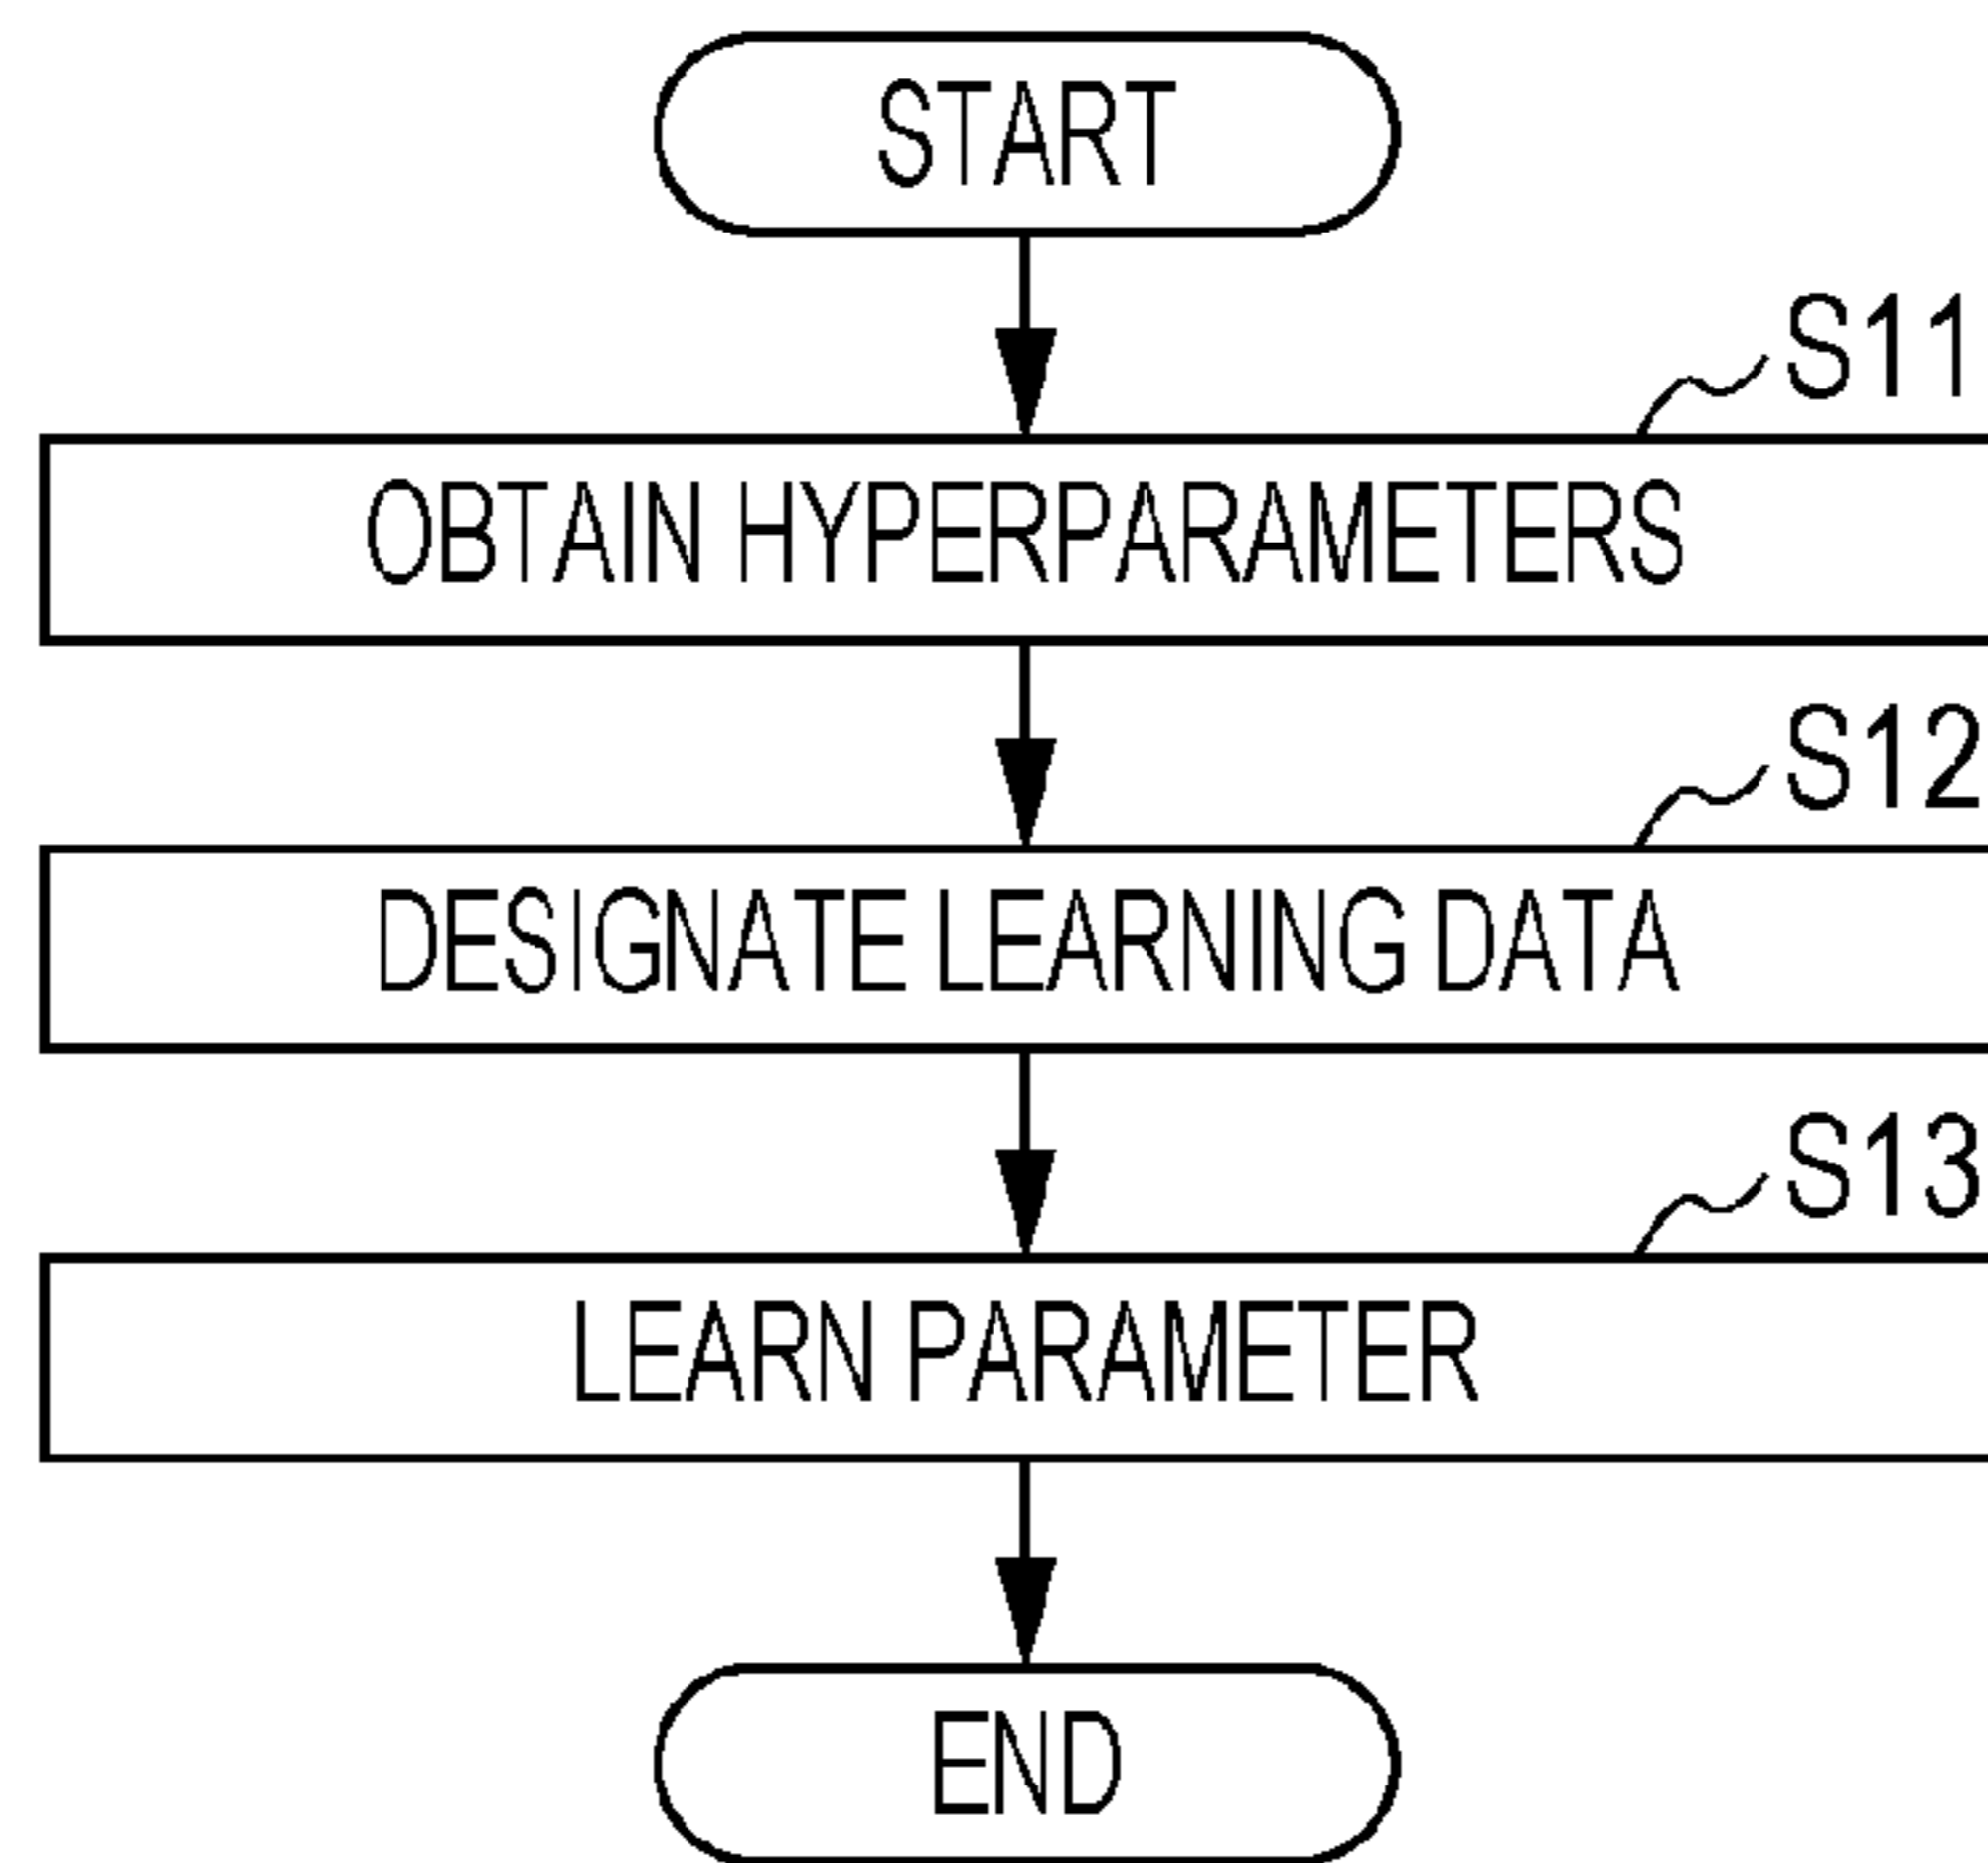 START
S11
OBTAIN HYPERPARAMETERS
S12
DESIGNATE LEARNING DATA
S13
LEARN PARAMETER
END